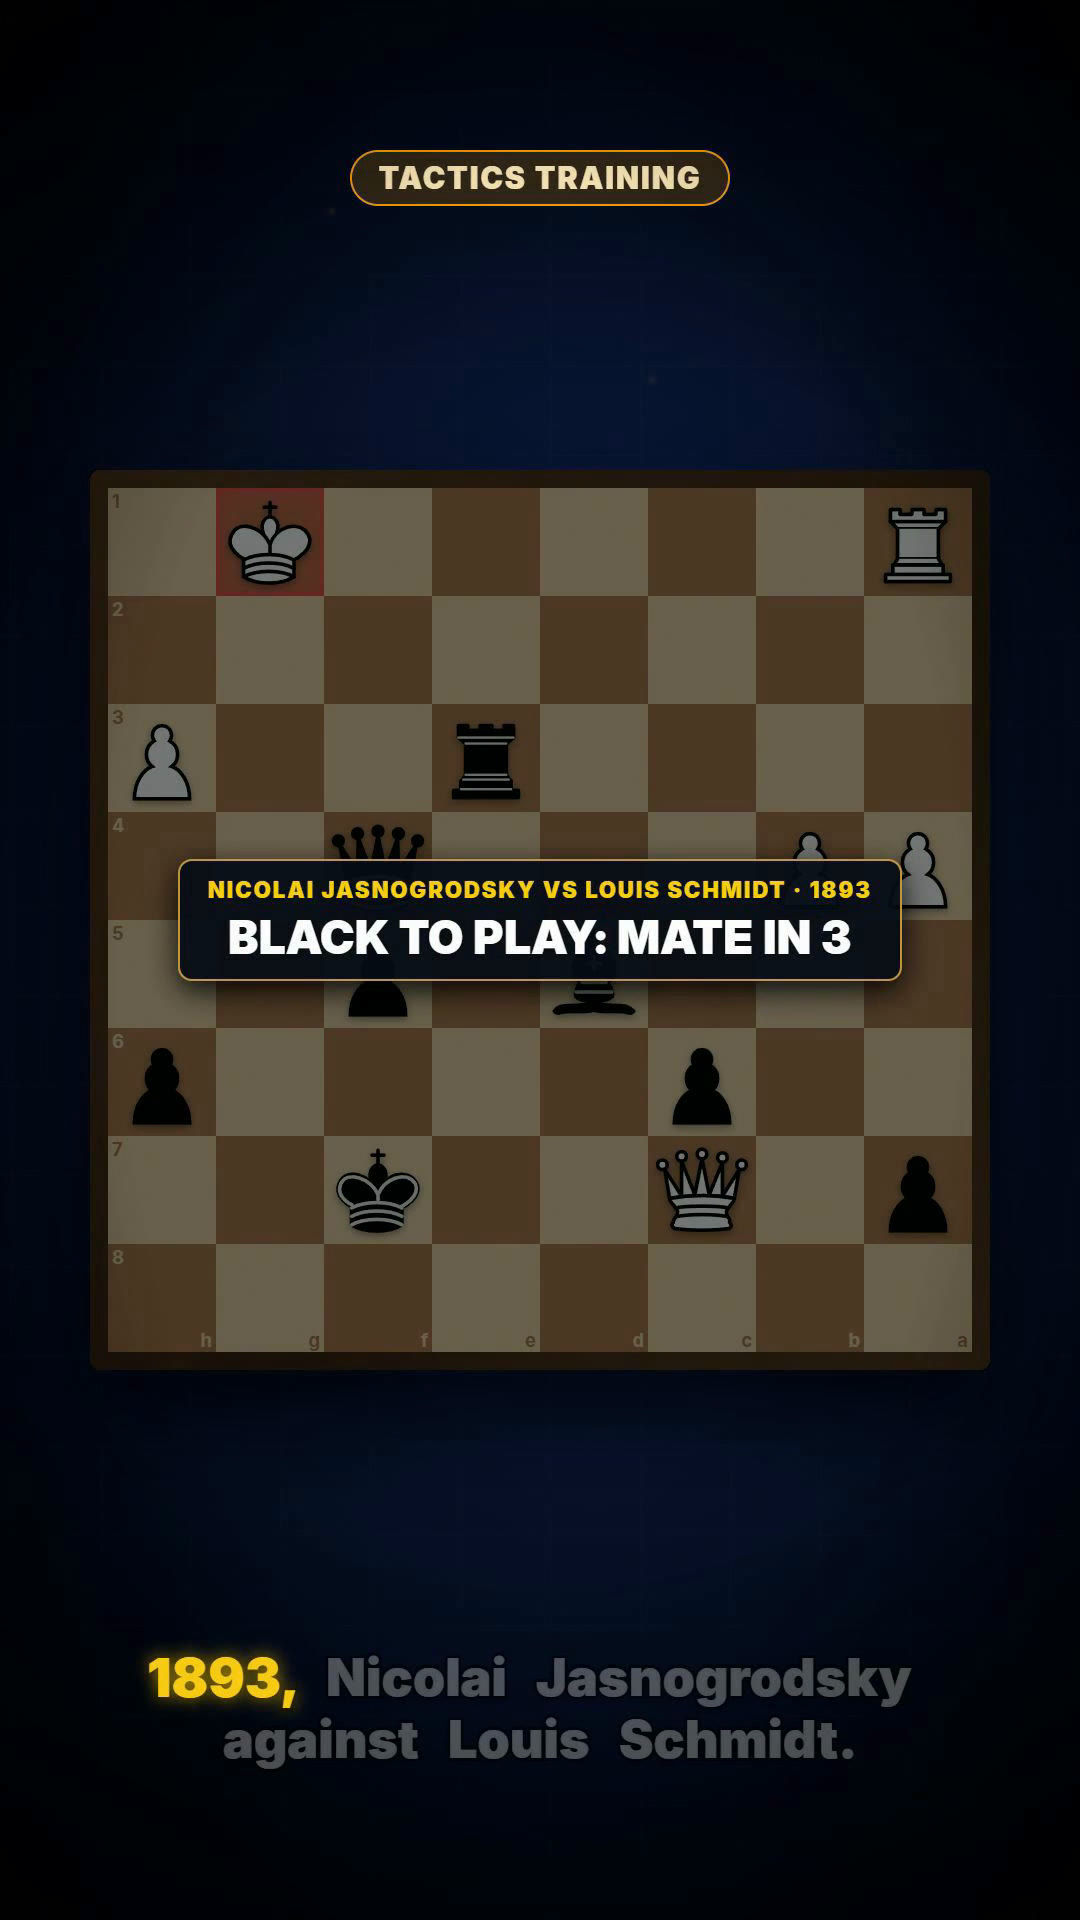 TACTICS TRAINING
1
2
3
4
NICOLAI JASNOGRODSKY VS LOUIS SCHMIDT · 1893
BLACK TO PLAY: MATE IN 3
5
6
7
8
h g f e d c b a
1893, Nicolai Jasnogrodsky
against Louis Schmidt.